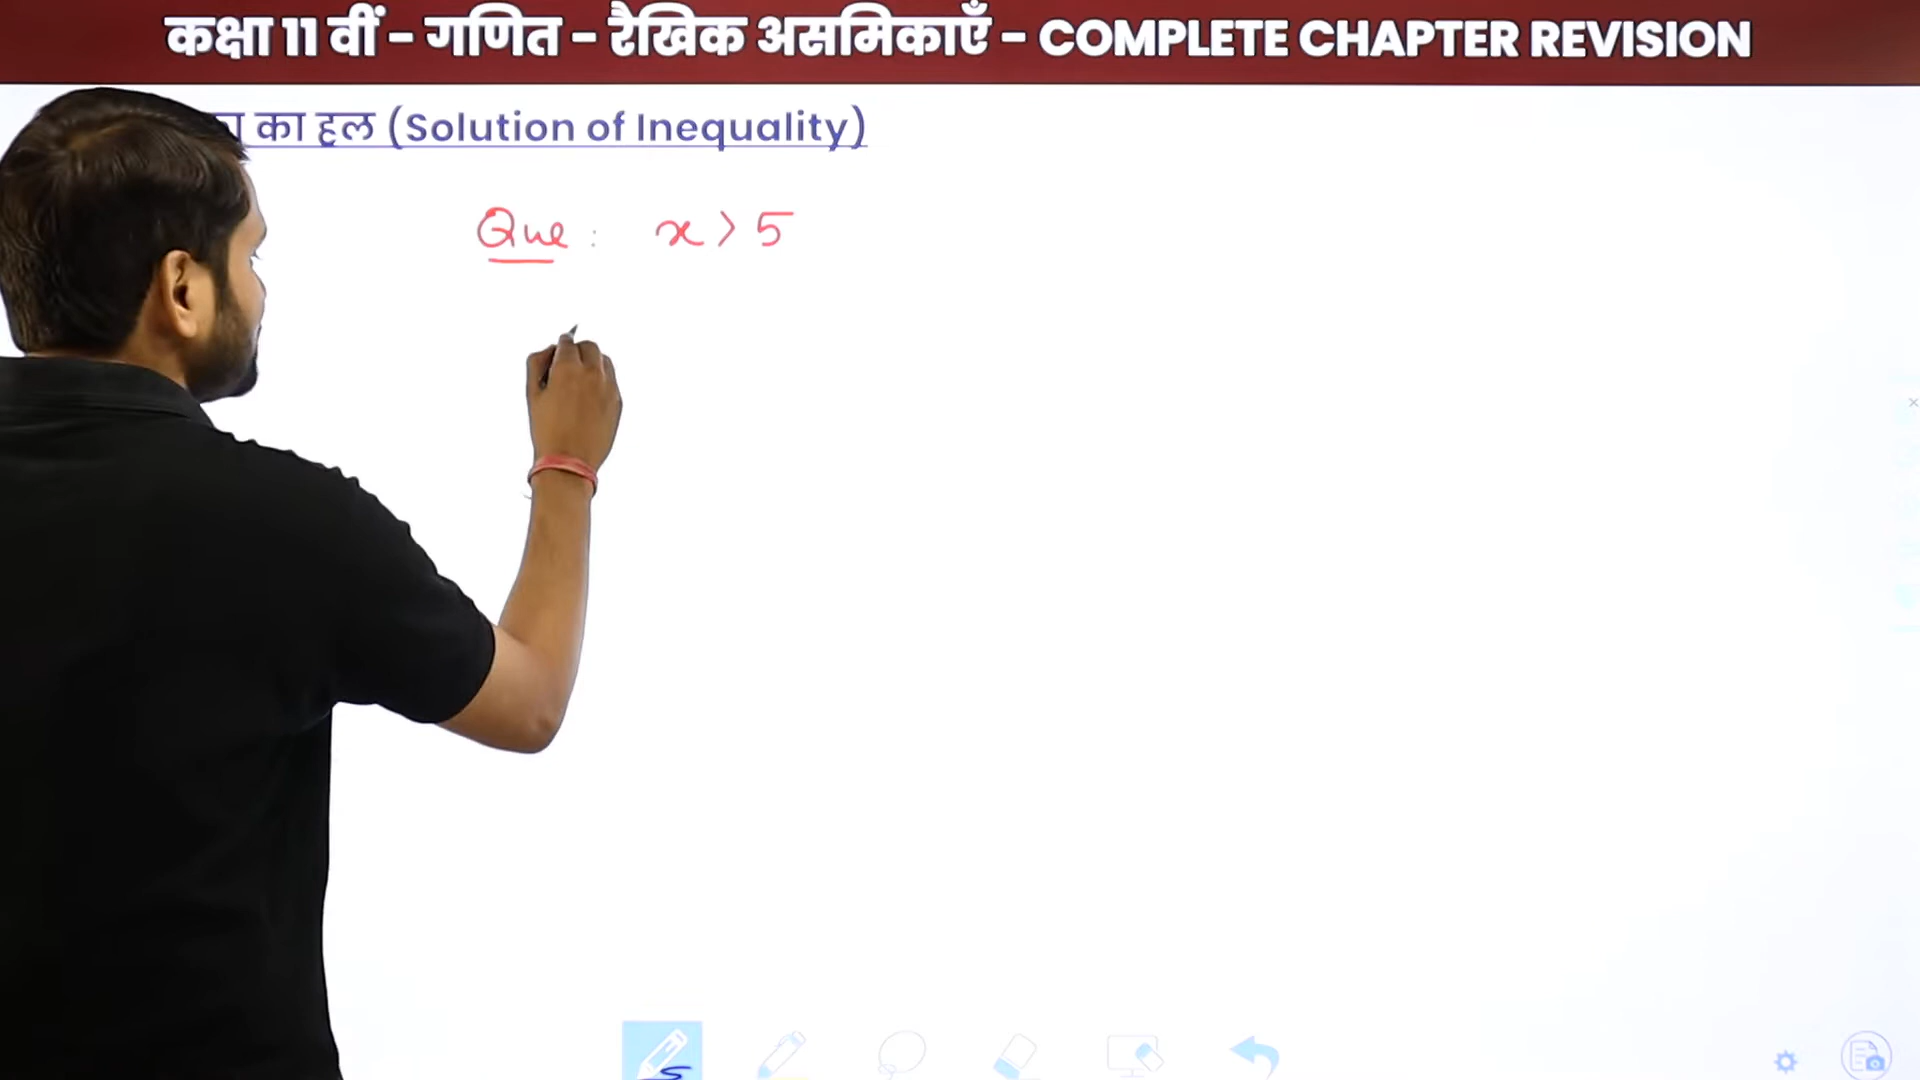 कक्षा 11 वीं - गणित - रैखिक असमिकाएँ - COMPLETE CHAPTER REVISION
का हल (Solution of Inequality)
Que : x > 5